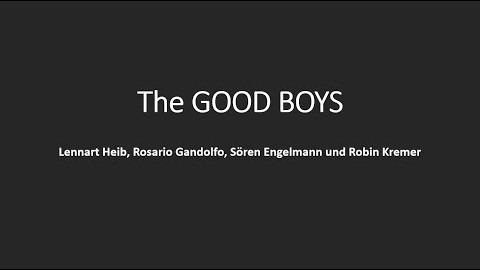 The GOOD BOYS
Lennart Heib, Rosario Gandolfo, Sören Engelmann und Robin Kremer